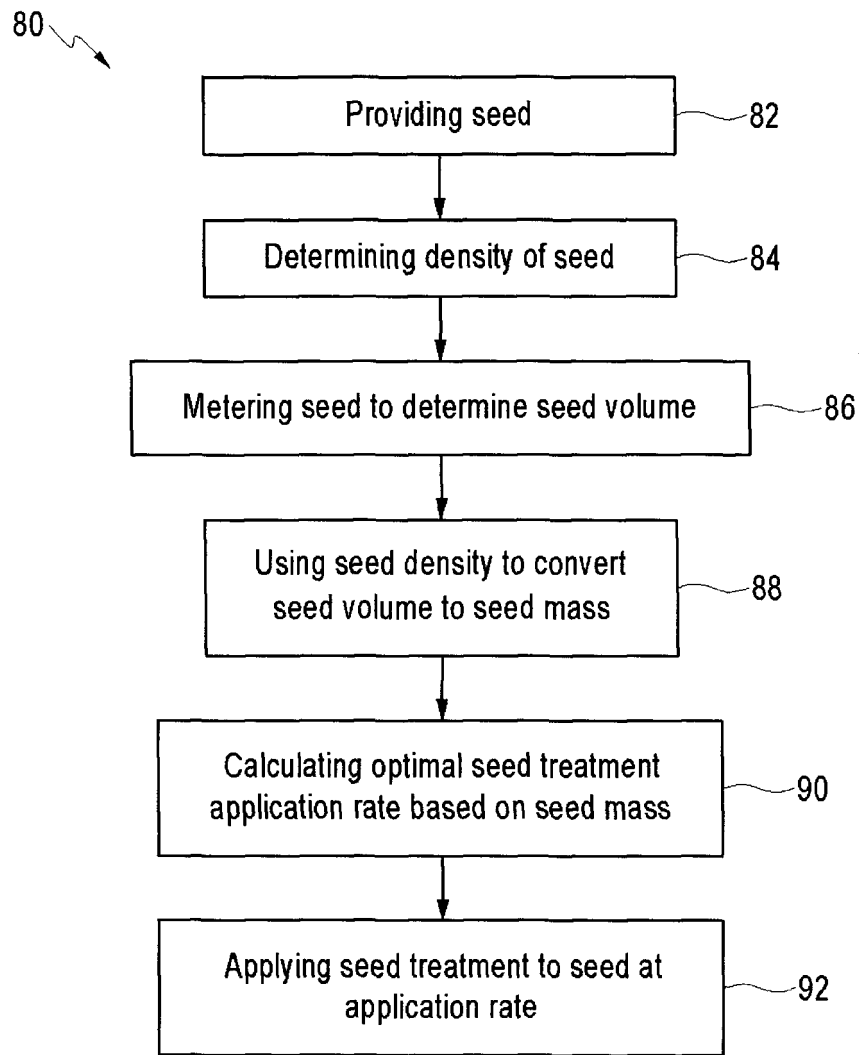 80
Providing seed
82
Determining density of seed
84
Metering seed to determine seed volume
86
Using seed density to convert
seed volume to seed mass
88
Calculating optimal seed treatment
application rate based on seed mass
90
Applying seed treatment to seed at
application rate
92